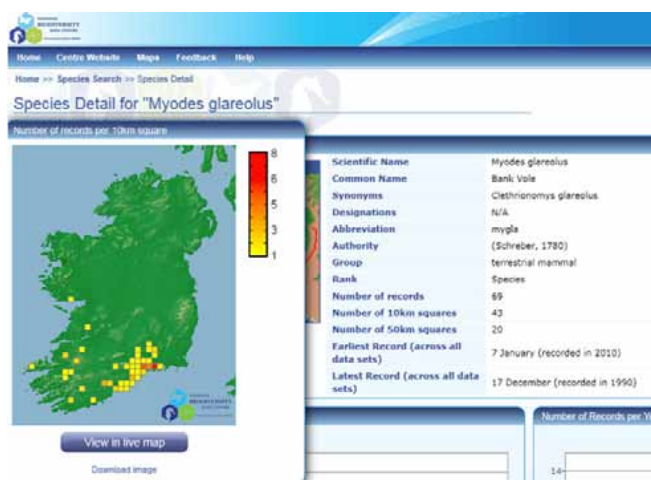 BIODIVERSITY
Home Centre Website Maps Feedback Help
Home >> Species Search >> Species Detail
Species Detail for "Myodes glareolus"
Number of records per 10km square
8
6
5
3
1
Scientific Name Myodes glareolus
Common Name Bank Vole
Synonyms Clethrionomys glareolus
Designations N/A
Abbreviation mygla
Authority (Schreber, 1780)
Group terrestrial mammal
Rank Species
Number of records 69
Number of 10km squares 43
Number of 50km squares 20
Earliest Record (across all
data sets) 7 January (recorded in 2010)
Latest Record (across all data
sets) 17 December (recorded in 1990)
BIODIVERSITY
View in live map
Download image
Number of Records per
14